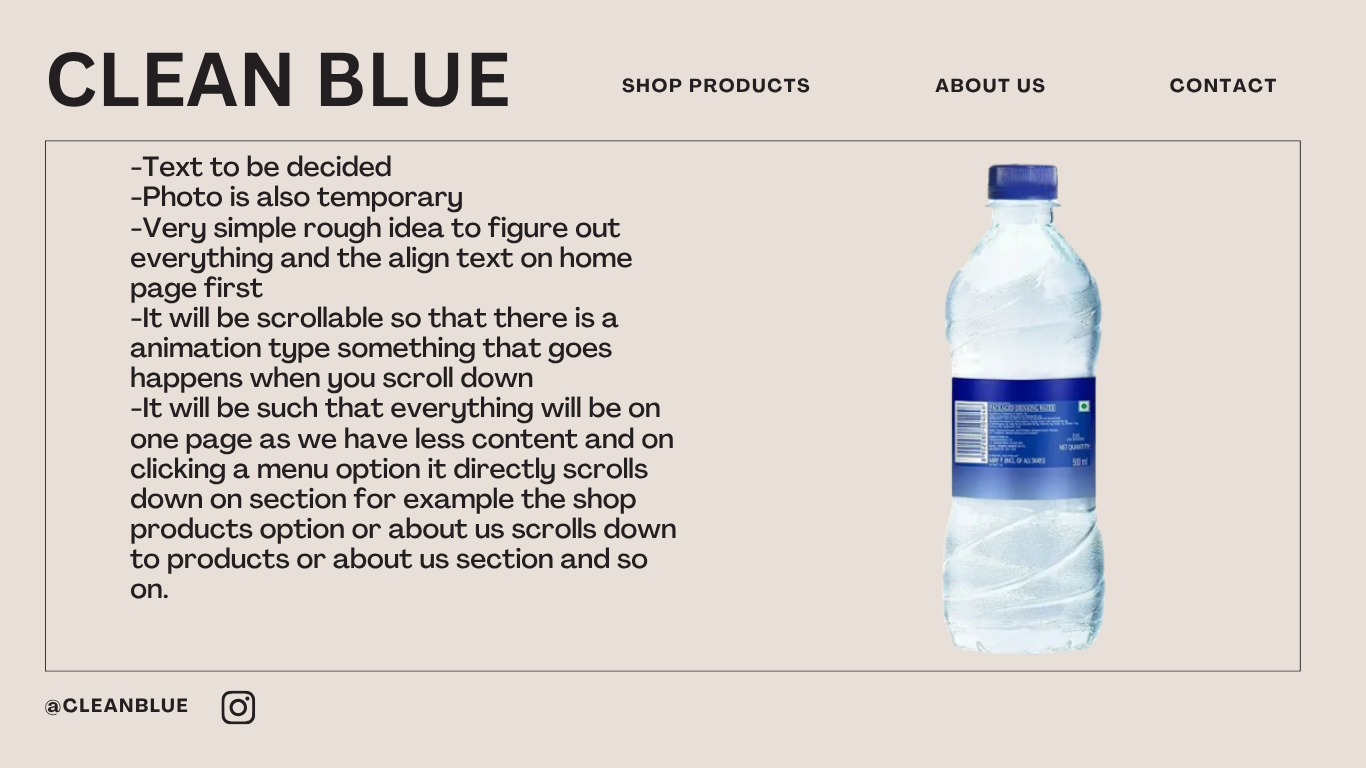 CLEAN BLUE
SHOP PRODUCTS
ABOUT US
CONTACT
-Text to be decided
-Photo is also temporary
-Very simple rough idea to figure out
everything and the align text on home
page first
-It will be scrollable so that there is a
animation type something that goes
happens when you scroll down
-It will be such that everything will be on
one page as we have less content and on
clicking a menu option it directly scrolls
down on section for example the shop
products option or about us scrolls down
to products or about us section and so
on.
PACKAGED DRINKING WATER
NET QUANTITY
500 ml
@CLEANBLUE